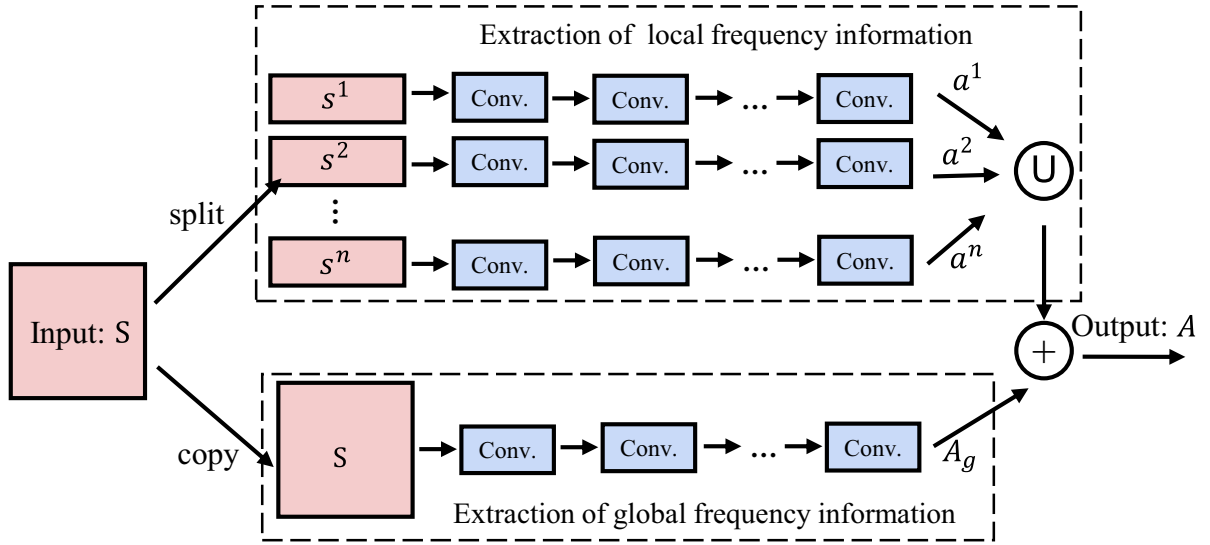 Extraction of local frequency information
s¹ Conv. Conv. ... Conv. a¹
s² Conv. Conv. ... Conv. a² ∪
split
⋮
sⁿ Conv. Conv. ... Conv. aⁿ
Input: S
+ Output: A
copy
S Conv. Conv. ... Conv. A_g
Extraction of global frequency information